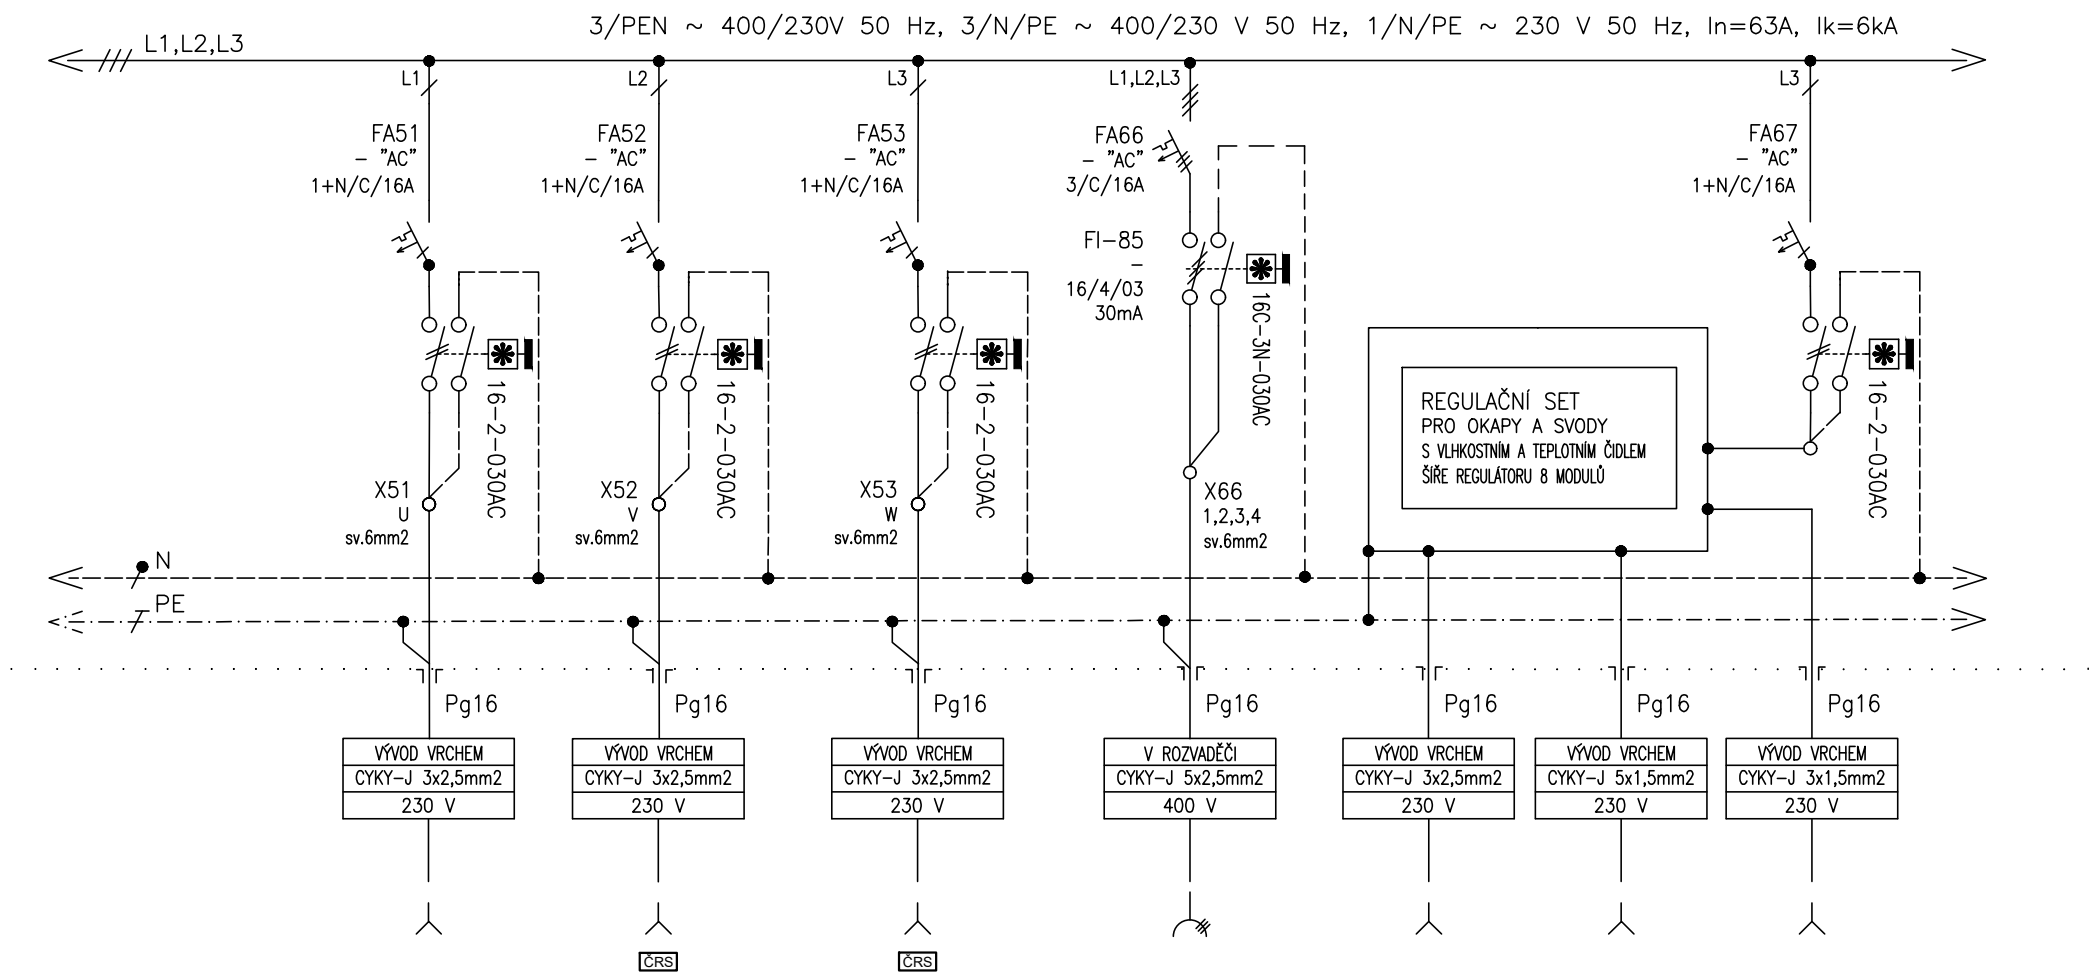 3/PEN ~ 400/230V 50 Hz, 3/N/PE ~ 400/230 V 50 Hz, 1/N/PE ~ 230 V 50 Hz, In=63A, Ik=6kA
L1,L2,L3
L1
FA51
– "AC"
1+N/C/16A
16-2-030AC
X51
U
sv.6mm2
L2
FA52
– "AC"
1+N/C/16A
16-2-030AC
X52
V
sv.6mm2
L3
FA53
– "AC"
1+N/C/16A
16-2-030AC
X53
W
sv.6mm2
L1,L2,L3
FA66
– "AC"
3/C/16A
FI-85
–
16/4/03
30mA
16C-3N-030AC
X66
1,2,3,4
sv.6mm2
REGULAČNÍ SET
PRO OKAPY A SVODY
S VLHKOSTNÍM A TEPLOTNÍM ČIDLEM
ŠÍŘE REGULÁTORU 8 MODULŮ
L3
FA67
– "AC"
1+N/C/16A
16-2-030AC
N
PE
Pg16
VÝVOD VRCHEM
CYKY-J 3x2,5mm2
230 V
Pg16
VÝVOD VRCHEM
CYKY-J 3x2,5mm2
230 V
ČRS
Pg16
VÝVOD VRCHEM
CYKY-J 3x2,5mm2
230 V
ČRS
Pg16
V ROZVADĚČI
CYKY-J 5x2,5mm2
400 V
Pg16
VÝVOD VRCHEM
CYKY-J 3x2,5mm2
230 V
Pg16
VÝVOD VRCHEM
CYKY-J 5x1,5mm2
230 V
Pg16
VÝVOD VRCHEM
CYKY-J 3x1,5mm2
230 V